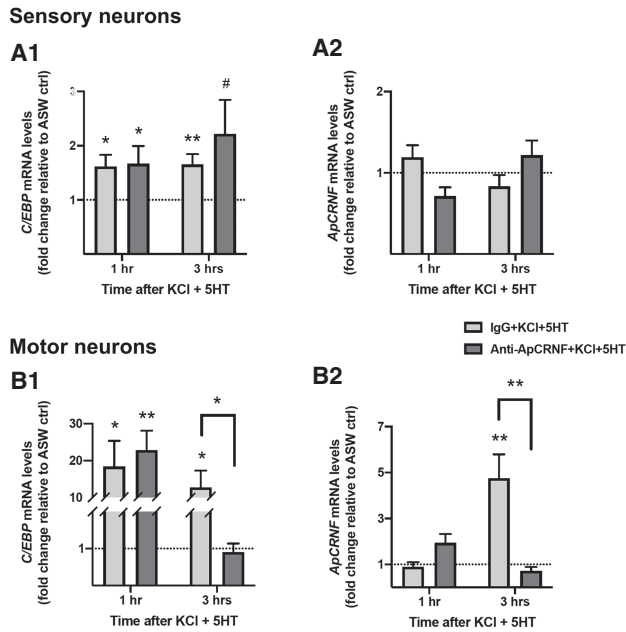 Sensory neurons
A1
C/EBP mRNA levels
(fold change relative to ASW ctrl)
3
2
1
*
*
**
#
1 hr
3 hrs
Time after KCl + 5HT
A2
ApCRNF mRNA levels
(fold change relative to ASW ctrl)
2
1
1 hr
3 hrs
Time after KCl + 5HT
IgG+KCl+5HT
Anti-ApCRNF+KCl+5HT
Motor neurons
B1
C/EBP mRNA levels
(fold change relative to ASW ctrl)
30
20
10
1
*
**
*
*
1 hr
3 hrs
Time after KCl + 5HT
B2
ApCRNF mRNA levels
(fold change relative to ASW ctrl)
7
5
3
1
**
**
1 hr
3 hrs
Time after KCl + 5HT